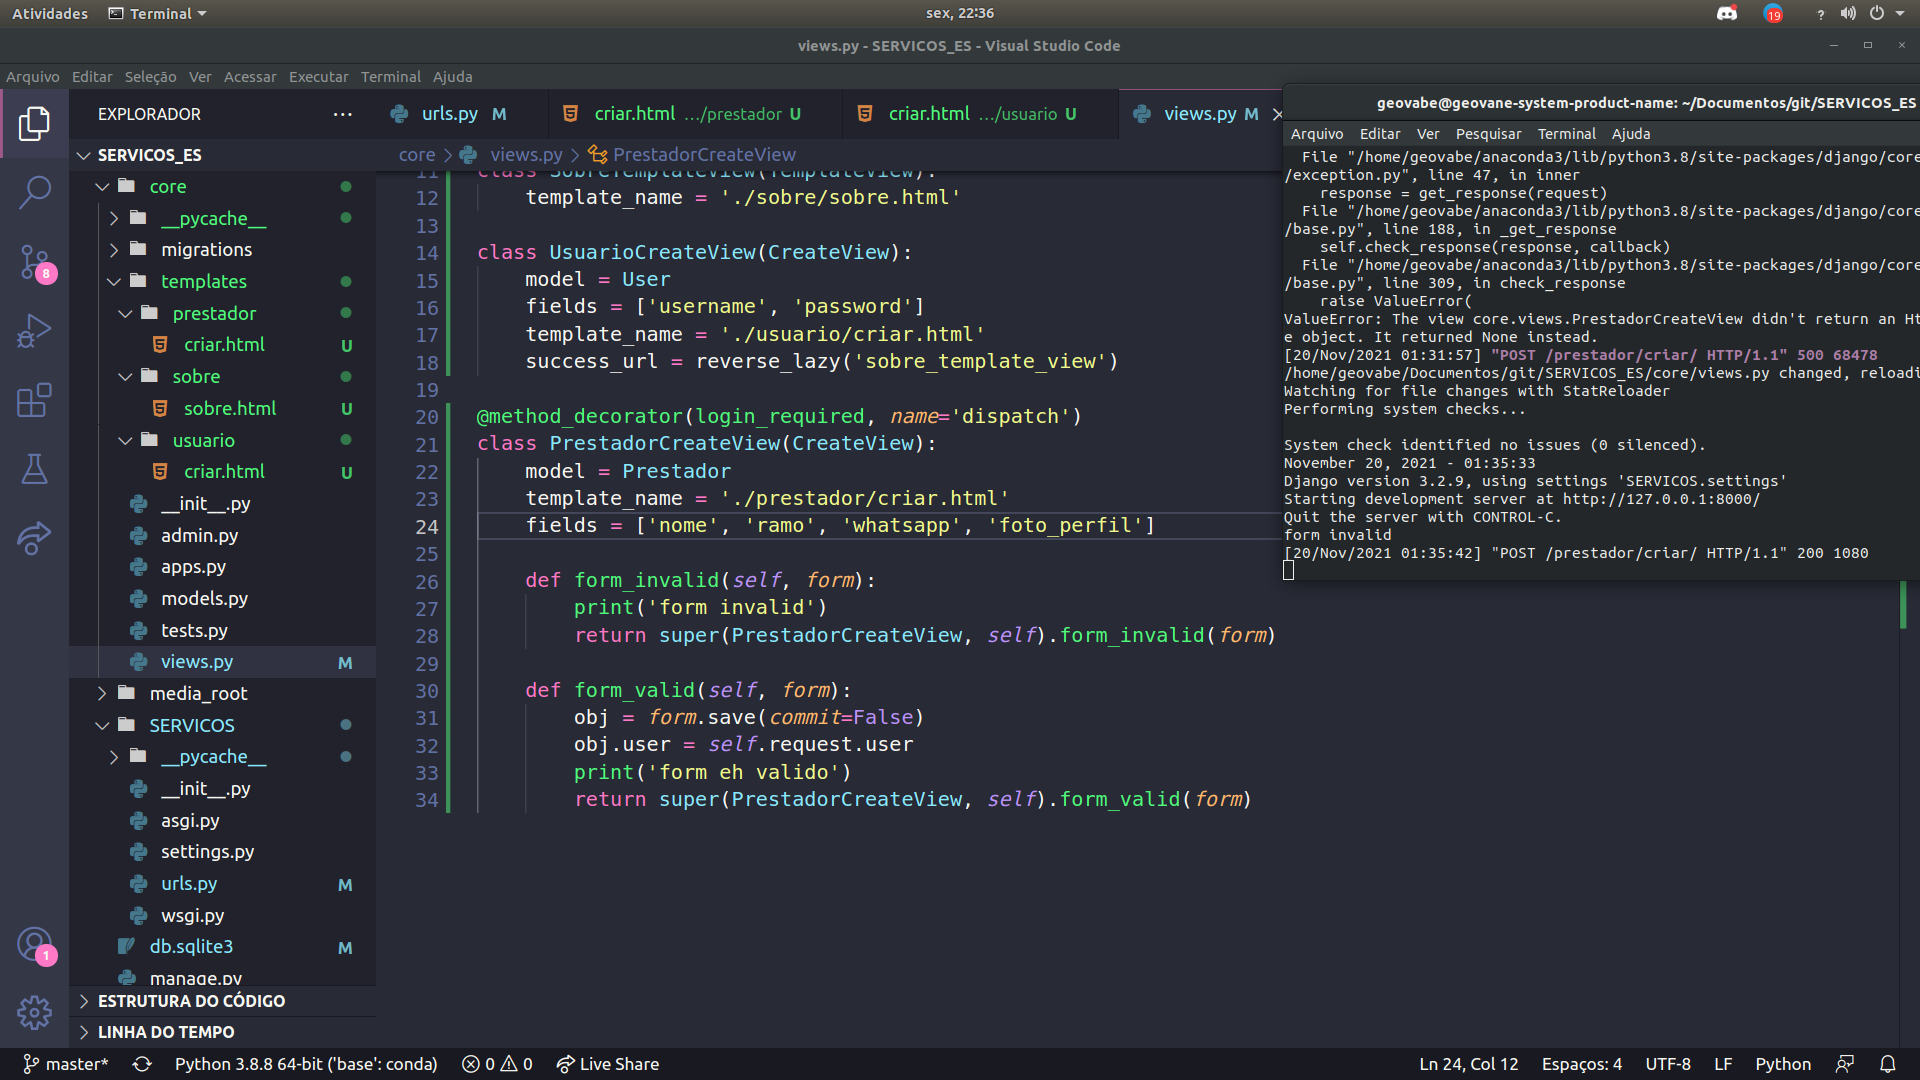 Atividades Terminal sex, 22:36 19 ?
views.py - SERVICOS_ES - Visual Studio Code
Arquivo Editar Seleção Ver Acessar Executar Terminal Ajuda
EXPLORADOR ...
SERVICOS_ES
core
__pycache__
migrations
templates
prestador
criar.html U
sobre
sobre.html U
usuario
criar.html U
__init__.py
admin.py
apps.py
models.py
tests.py
views.py M
media_root
SERVICOS
__pycache__
__init__.py
asgi.py
settings.py
urls.py M
wsgi.py
db.sqlite3 M
manage.py
ESTRUTURA DO CÓDIGO
LINHA DO TEMPO
8
1
urls.py M criar.html .../prestador U criar.html .../usuario U views.py M
core > views.py > PrestadorCreateView
11 class SobreTemplateView(TemplateView):
12 template_name = './sobre/sobre.html'
13
14 class UsuarioCreateView(CreateView):
15 model = User
16 fields = ['username', 'password']
17 template_name = './usuario/criar.html'
18 success_url = reverse_lazy('sobre_template_view')
19
20 @method_decorator(login_required, name='dispatch')
21 class PrestadorCreateView(CreateView):
22 model = Prestador
23 template_name = './prestador/criar.html'
24 fields = ['nome', 'ramo', 'whatsapp', 'foto_perfil']
25
26 def form_invalid(self, form):
27 print('form invalid')
28 return super(PrestadorCreateView, self).form_invalid(form)
29
30 def form_valid(self, form):
31 obj = form.save(commit=False)
32 obj.user = self.request.user
33 print('form eh valido')
34 return super(PrestadorCreateView, self).form_valid(form)
geovabe@geovane-system-product-name: ~/Documentos/git/SERVICOS_ES
Arquivo Editar Ver Pesquisar Terminal Ajuda
File "/home/geovabe/anaconda3/lib/python3.8/site-packages/django/core
/exception.py", line 47, in inner
response = get_response(request)
File "/home/geovabe/anaconda3/lib/python3.8/site-packages/django/core
/base.py", line 188, in _get_response
self.check_response(response, callback)
File "/home/geovabe/anaconda3/lib/python3.8/site-packages/django/core
/base.py", line 309, in check_response
raise ValueError(
ValueError: The view core.views.PrestadorCreateView didn't return an Ht
e object. It returned None instead.
[20/Nov/2021 01:31:57] "POST /prestador/criar/ HTTP/1.1" 500 68478
/home/geovabe/Documentos/git/SERVICOS_ES/core/views.py changed, reloadi
Watching for file changes with StatReloader
Performing system checks...
System check identified no issues (0 silenced).
November 20, 2021 - 01:35:33
Django version 3.2.9, using settings 'SERVICOS.settings'
Starting development server at http://127.0.0.1:8000/
Quit the server with CONTROL-C.
form invalid
[20/Nov/2021 01:35:42] "POST /prestador/criar/ HTTP/1.1" 200 1080
master* Python 3.8.8 64-bit ('base': conda) 0 0 Live Share Ln 24, Col 12 Espaços: 4 UTF-8 LF Python